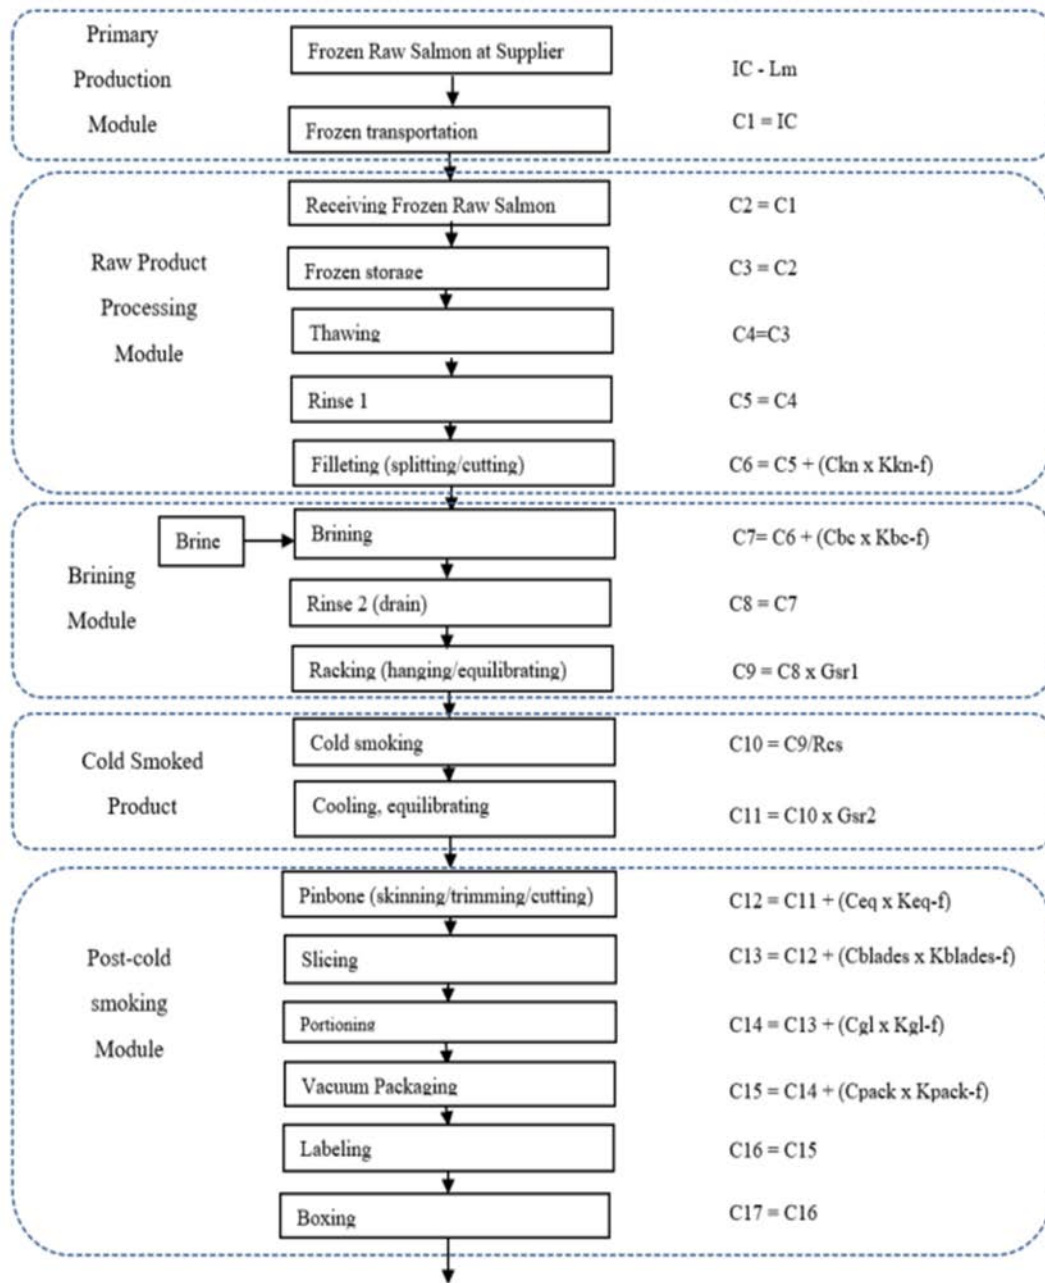 Primary
Production
Module
Frozen Raw Salmon at Supplier
IC - Lm
Frozen transportation
C1 = IC
Raw Product
Processing
Module
Receiving Frozen Raw Salmon
C2 = C1
Frozen storage
C3 = C2
Thawing
C4=C3
Rinse 1
C5 = C4
Filleting (splitting/cutting)
C6 = C5 + (Ckn x Kkn-f)
Brining
Module
Brine
Brining
C7= C6 + (Cbc x Kbc-f)
Rinse 2 (drain)
C8 = C7
Racking (hanging/equilibrating)
C9 = C8 x Gsr1
Cold Smoked
Product
Cold smoking
C10 = C9/Rcs
Cooling, equilibrating
C11 = C10 x Gsr2
Post-cold
smoking
Module
Pinbone (skinning/trimming/cutting)
C12 = C11 + (Ceq x Keq-f)
Slicing
C13 = C12 + (Cblades x Kblades-f)
Portioning
C14 = C13 + (Cgl x Kgl-f)
Vacuum Packaging
C15 = C14 + (Cpack x Kpack-f)
Labeling
C16 = C15
Boxing
C17 = C16